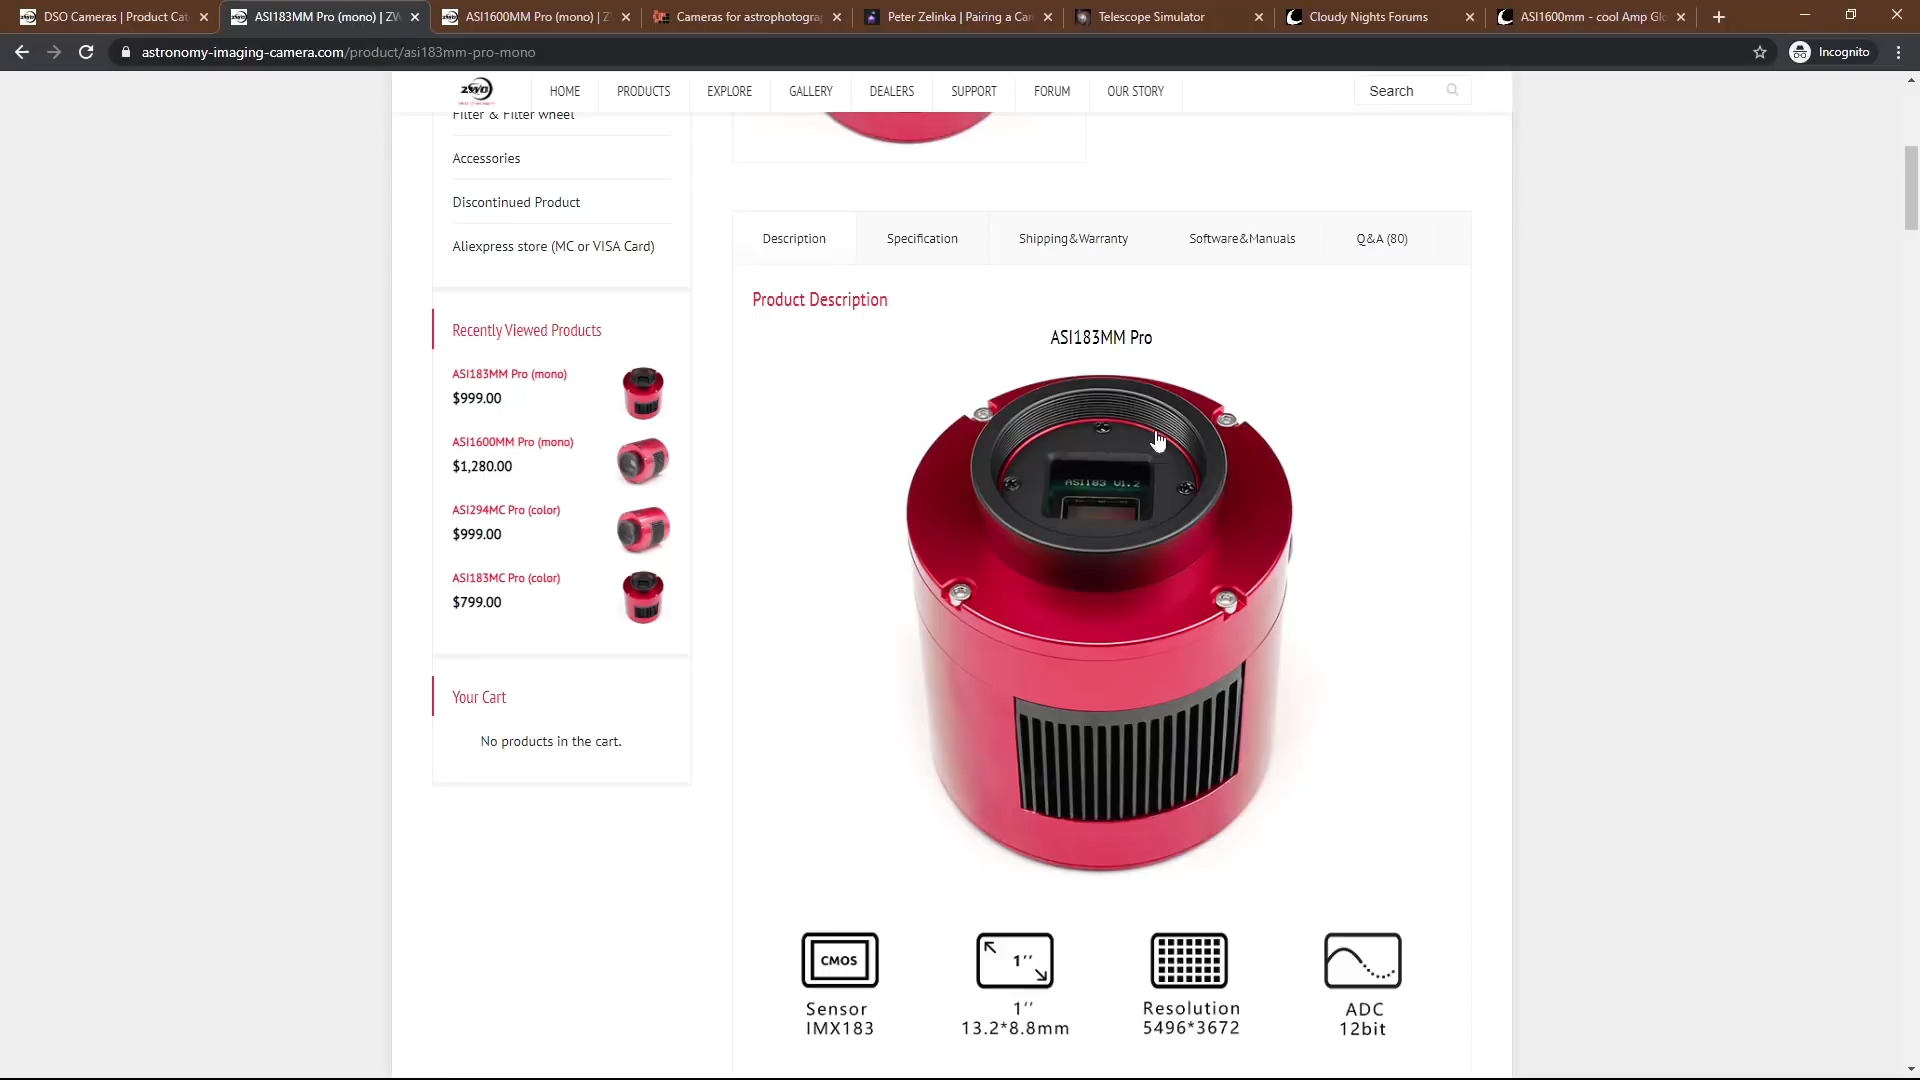 DSO Cameras | Product Cat
ASI183MM Pro (mono) | ZW
ASI1600MM Pro (mono) | Z
Cameras for astrophotogra
Peter Zelinka | Pairing a Ca
Telescope Simulator
Cloudy Nights Forums
ASI1600mm - cool Amp Glo
astronomy-imaging-camera.com/product/asi183mm-pro-mono
Incognito
ZWO
HOME
PRODUCTS
EXPLORE
GALLERY
DEALERS
SUPPORT
FORUM
OUR STORY
Search
Filter & Filter wheel
Accessories
Discontinued Product
Aliexpress store (MC or VISA Card)
Recently Viewed Products
ASI183MM Pro (mono)
$999.00
ASI1600MM Pro (mono)
$1,280.00
ASI294MC Pro (color)
$999.00
ASI183MC Pro (color)
$799.00
Your Cart
No products in the cart.
Description
Specification
Shipping&Warranty
Software&Manuals
Q&A (80)
Product Description
ASI183MM Pro
ASI183 V1.2
CMOS
Sensor
IMX183
1''
1''
13.2*8.8mm
Resolution
5496*3672
ADC
12bit